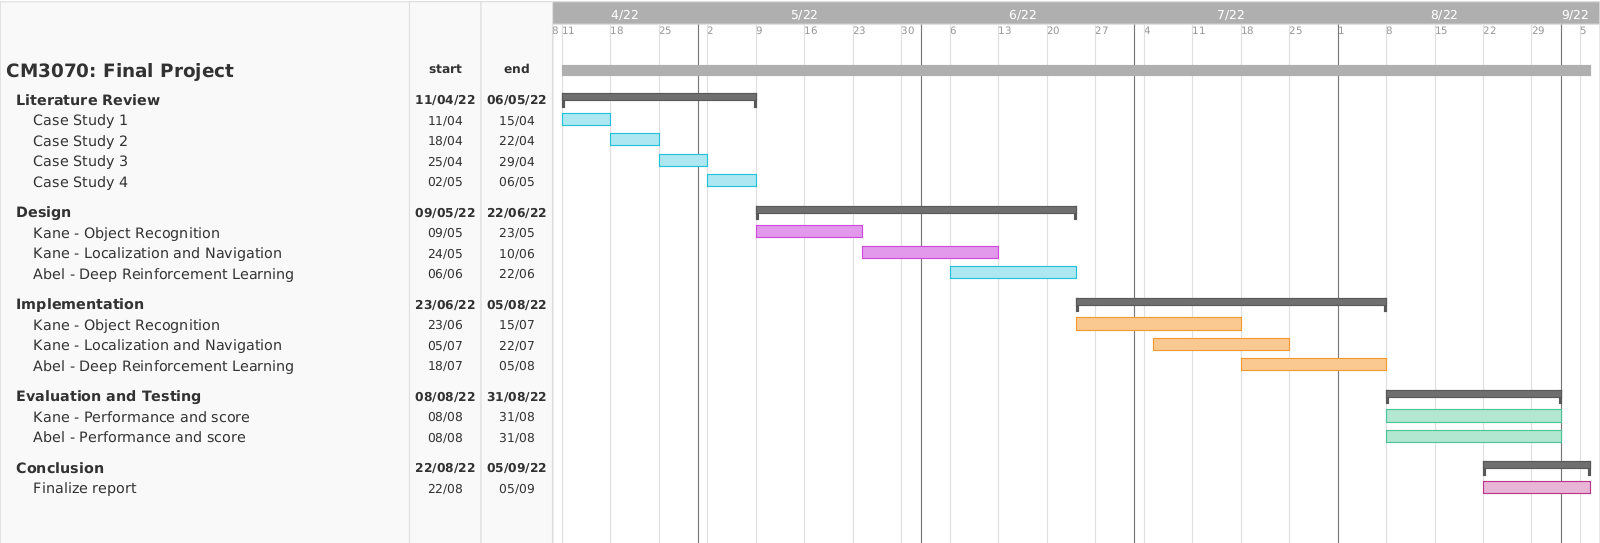 4/22 5/22 6/22 7/22 8/22 9/22
8 11 18 25 2 9 16 23 30 6 13 20 27 4 11 18 25 1 8 15 22 29 5
CM3070: Final Project start end
Literature Review 11/04/22 06/05/22
Case Study 1 11/04 15/04
Case Study 2 18/04 22/04
Case Study 3 25/04 29/04
Case Study 4 02/05 06/05
Design 09/05/22 22/06/22
Kane - Object Recognition 09/05 23/05
Kane - Localization and Navigation 24/05 10/06
Abel - Deep Reinforcement Learning 06/06 22/06
Implementation 23/06/22 05/08/22
Kane - Object Recognition 23/06 15/07
Kane - Localization and Navigation 05/07 22/07
Abel - Deep Reinforcement Learning 18/07 05/08
Evaluation and Testing 08/08/22 31/08/22
Kane - Performance and score 08/08 31/08
Abel - Performance and score 08/08 31/08
Conclusion 22/08/22 05/09/22
Finalize report 22/08 05/09